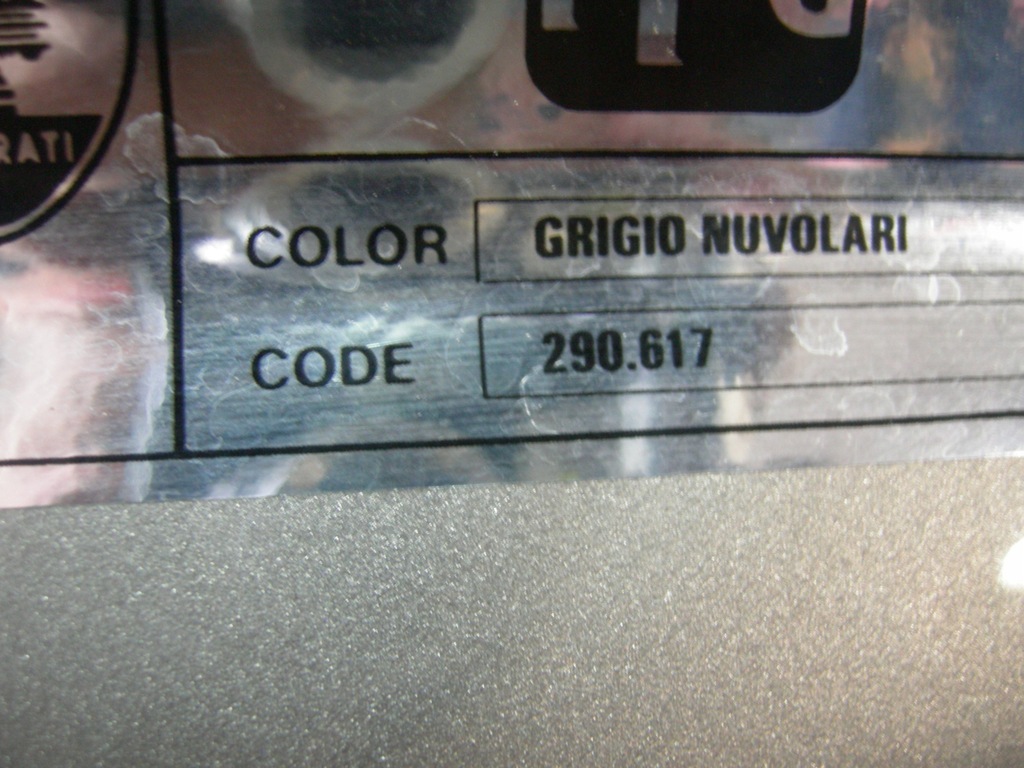 RATI
COLOR GRIGIO NUVOLARI
CODE 290.617